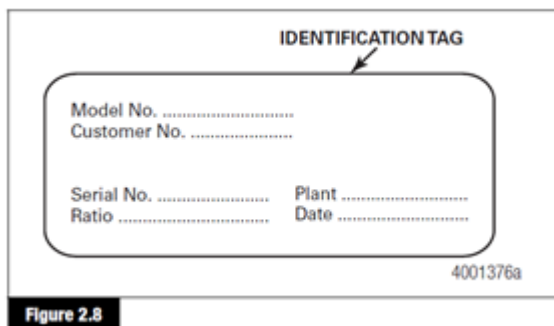 IDENTIFICATION TAG
Model No. ..............................
Customer No. .......................
Serial No. ......................... Plant .............................
Ratio .................................. Date ..............................
4001376a
Figure 2.8